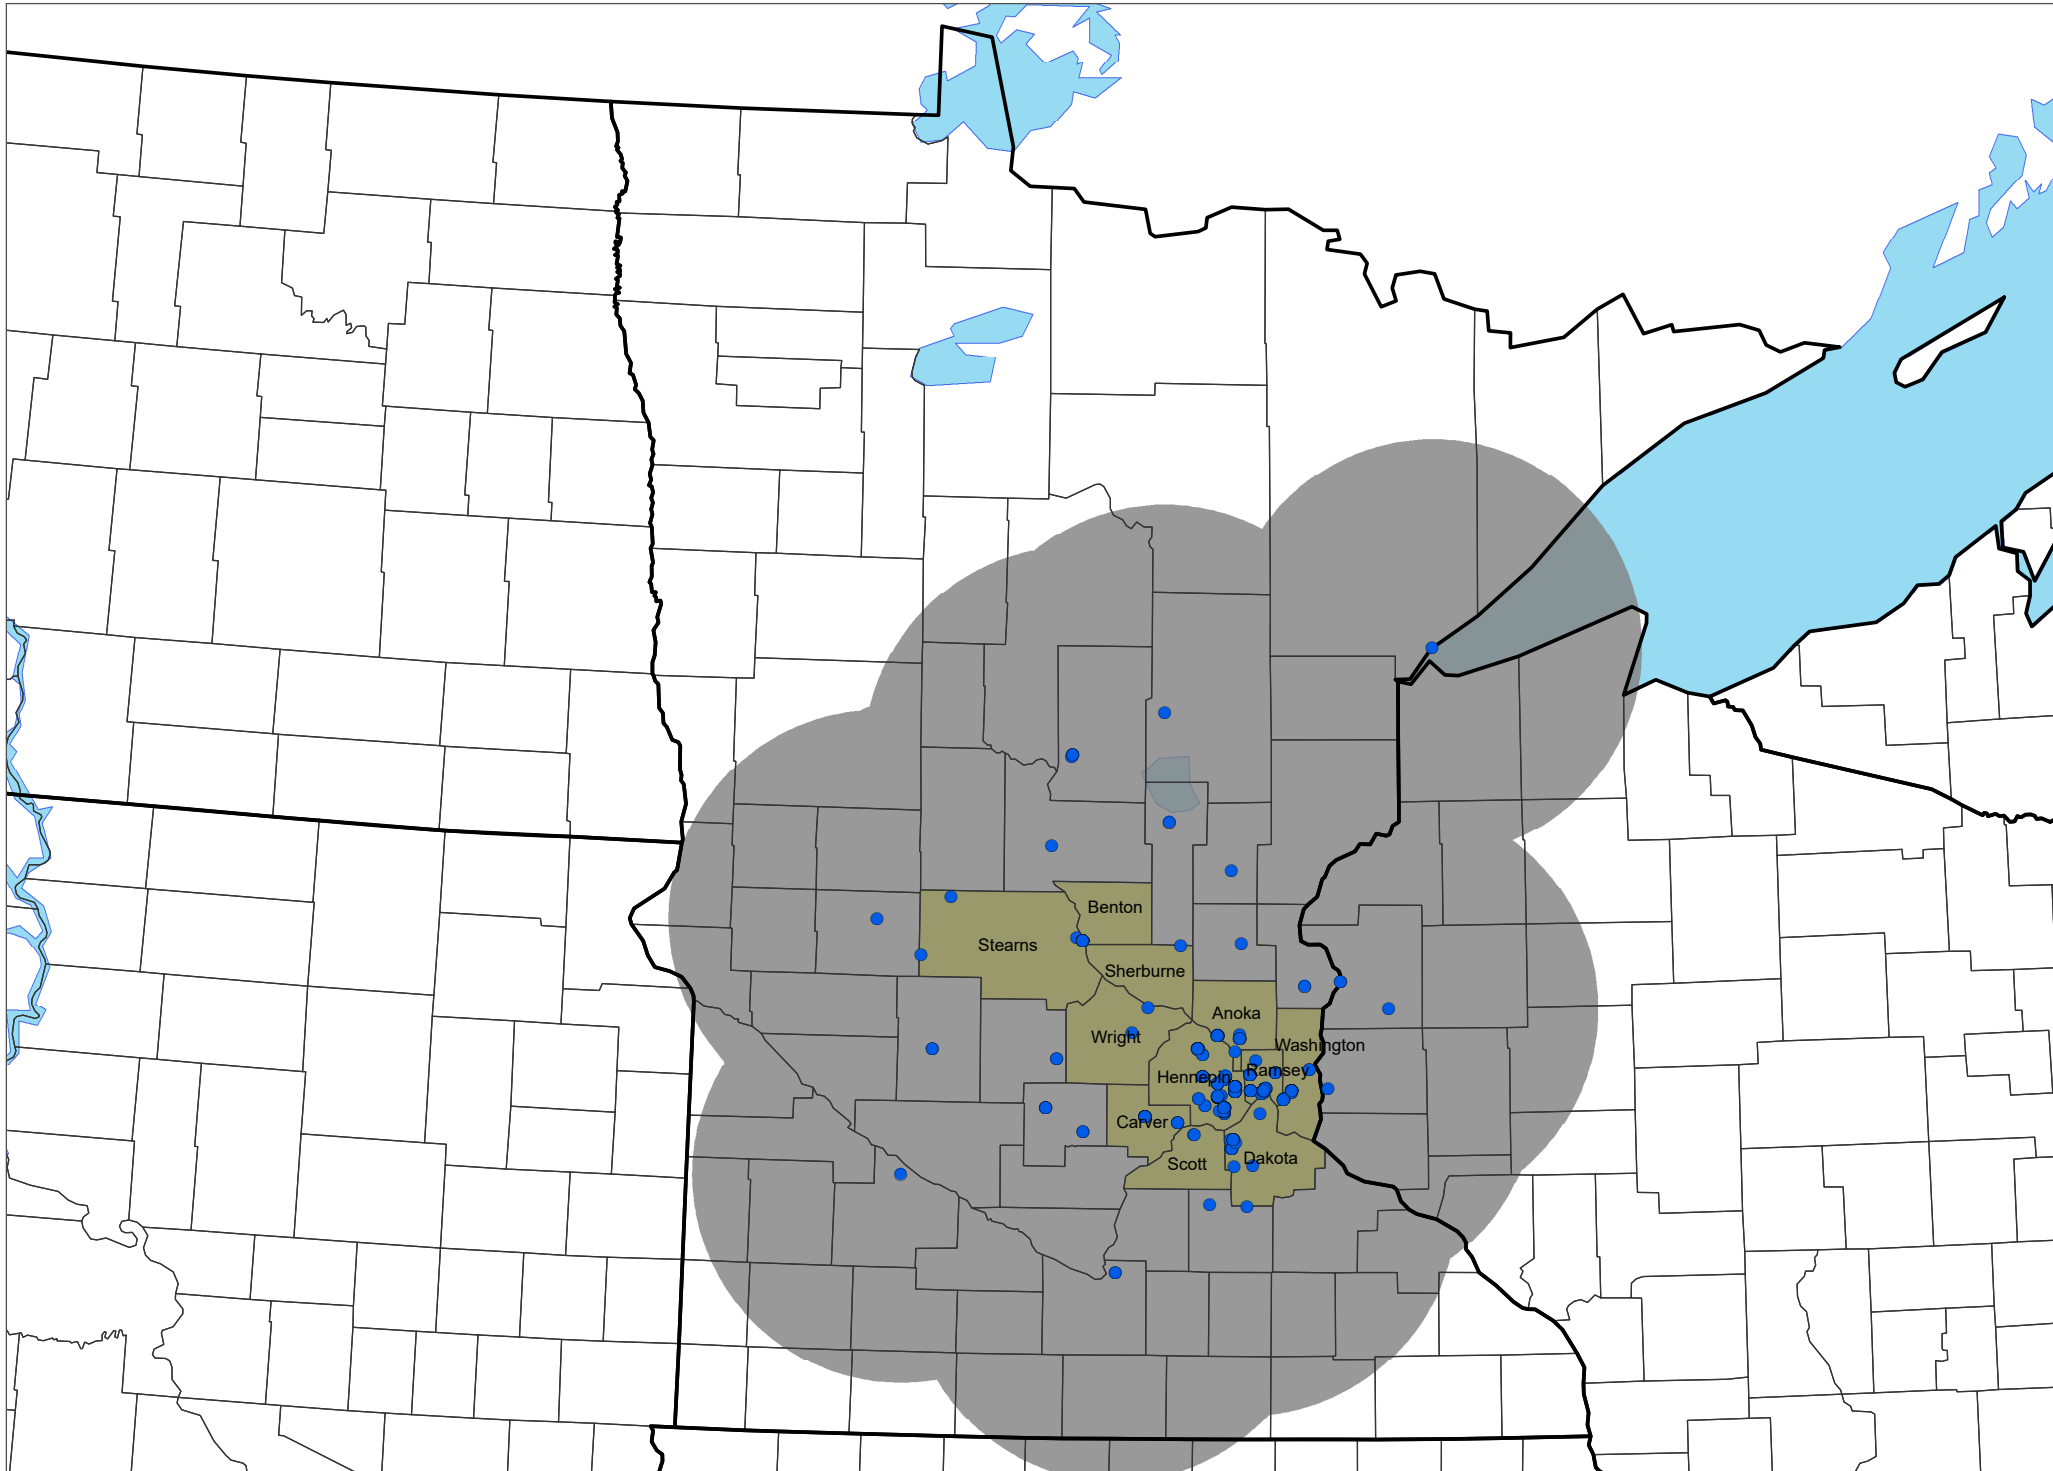 Benton
Stearns
Sherburne
Anoka
Wright
Washington
Ramsey
Hennepin
Carver
Dakota
Scott